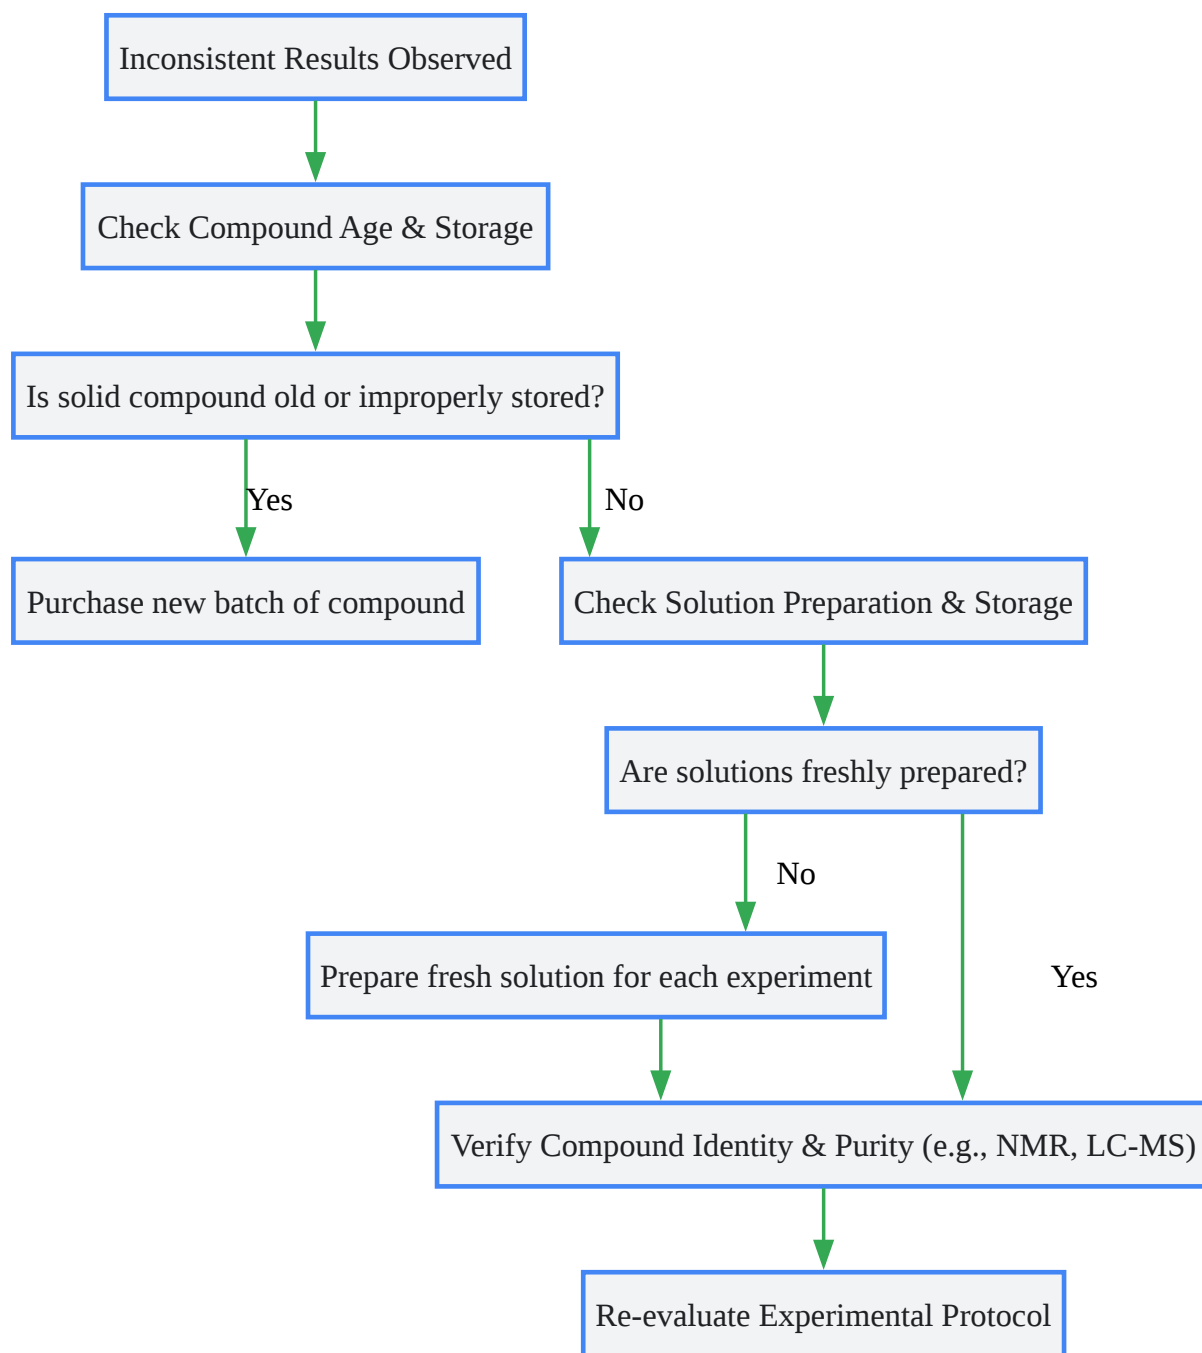 Inconsistent Results Observed
Check Compound Age & Storage
Is solid compound old or improperly stored?
Yes
No
Purchase new batch of compound
Check Solution Preparation & Storage
Are solutions freshly prepared?
No
Prepare fresh solution for each experiment
Yes
Verify Compound Identity & Purity (e.g., NMR, LC-MS)
Re-evaluate Experimental Protocol